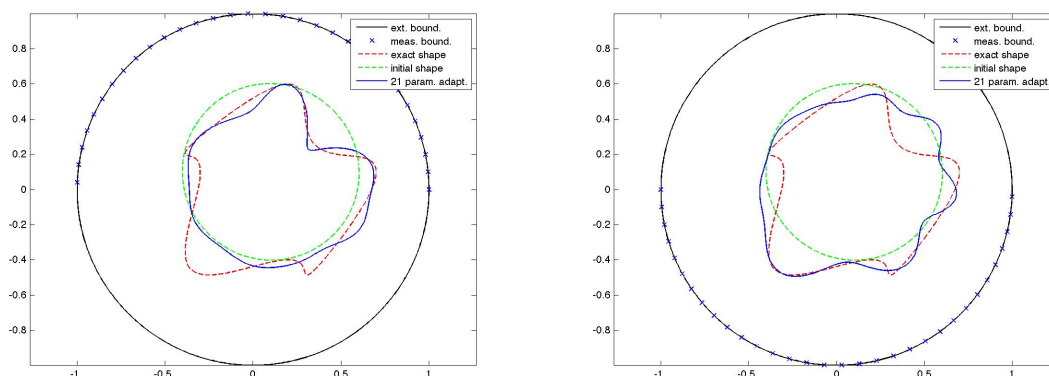 0.8
0.6
0.4
0.2
0
-0.2
-0.4
-0.6
-0.8
-1
-0.5
0
0.5
1
ext. bound.
meas. bound.
exact shape
initial shape
21 param. adapt.
0.8
0.6
0.4
0.2
0
-0.2
-0.4
-0.6
-0.8
-1
-0.5
0
0.5
1
ext. bound.
meas. bound.
exact shape
initial shape
21 param. adapt